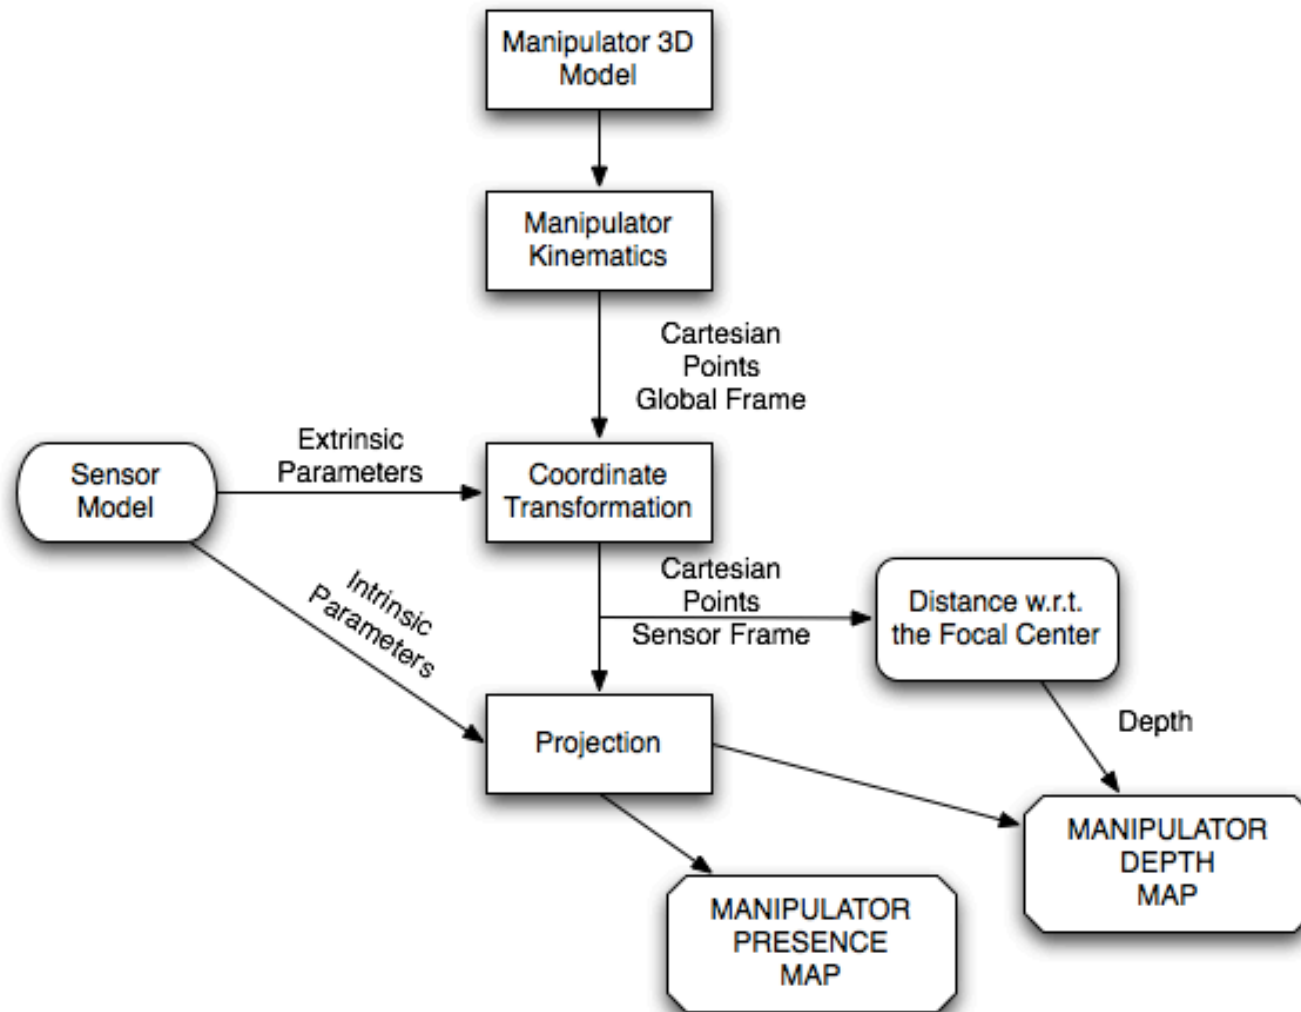 Manipulator 3D
Model
Manipulator
Kinematics
Cartesian
Points
Global Frame
Extrinsic
Parameters
Sensor
Model
Coordinate
Transformation
Intrinsic
Parameters
Cartesian
Points
Sensor Frame
Distance w.r.t.
the Focal Center
Depth
Projection
MANIPULATOR
DEPTH
MAP
MANIPULATOR
PRESENCE
MAP